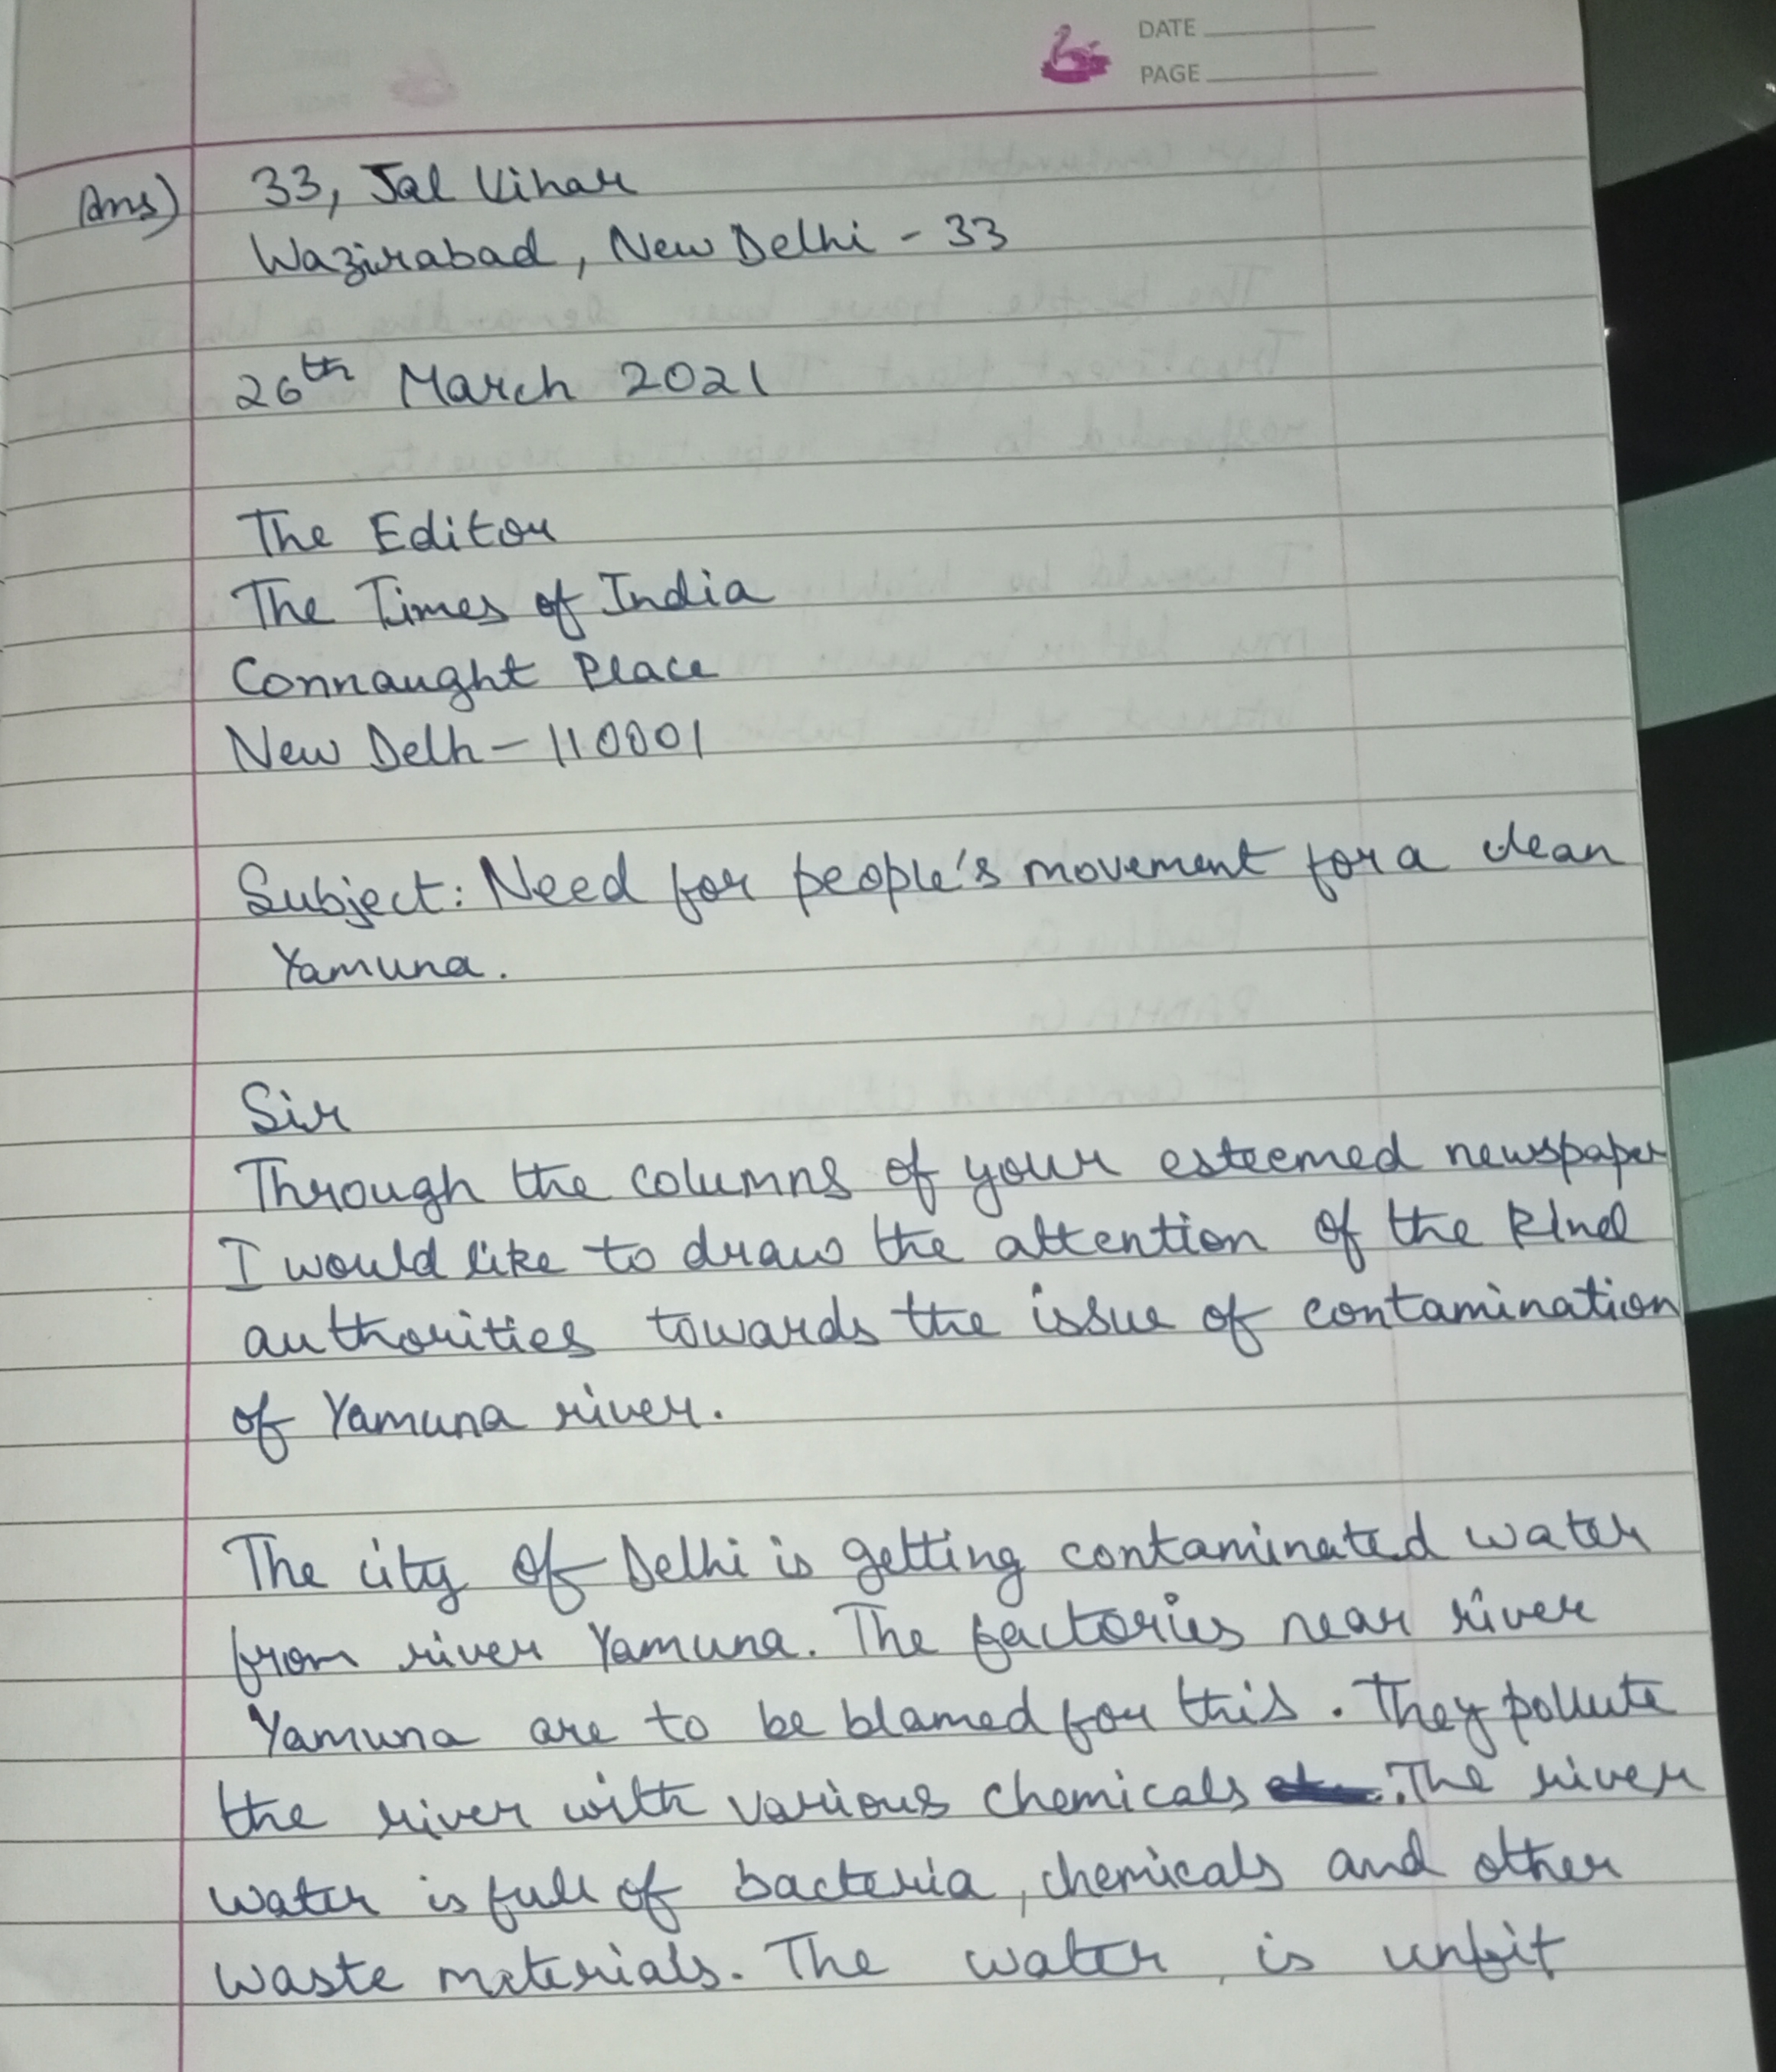 DATE
PAGE
Ans) 33, Jal Vihar
Wazirabad, New Delhi - 33
26th March 2021
The Editor
The Times of India
Connaught Place
New Delh - 110001
Subject: Need for people's movement for a clean
Yamuna.
Sir
Through the columns of your esteemed newspaper
I would like to draw the attention of the kind
authorities towards the issue of contamination
of Yamuna river.
The city of Delhi is getting contaminated water
from river Yamuna. The factories near river
Yamuna are to be blamed for this. They pollute
the river with various chemicals. The river
water is full of bacteria, chemicals and other
waste materials. The water is unfit